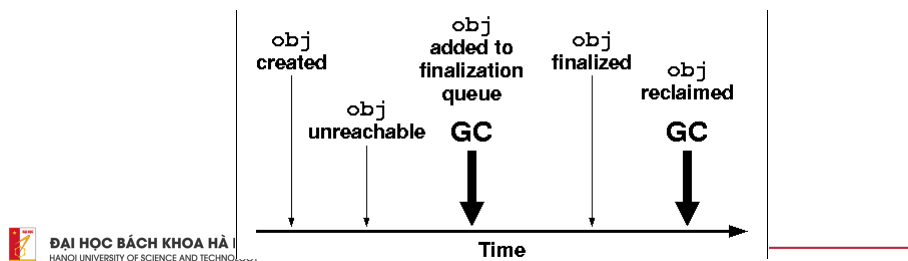 obj
created
obj
unreachable
obj
added to
finalization
queue
GC
obj
finalized
obj
reclaimed
GC
Time
ĐẠI HỌC BÁCH KHOA HÀ
HANOI UNIVERSITY OF SCIENCE AND